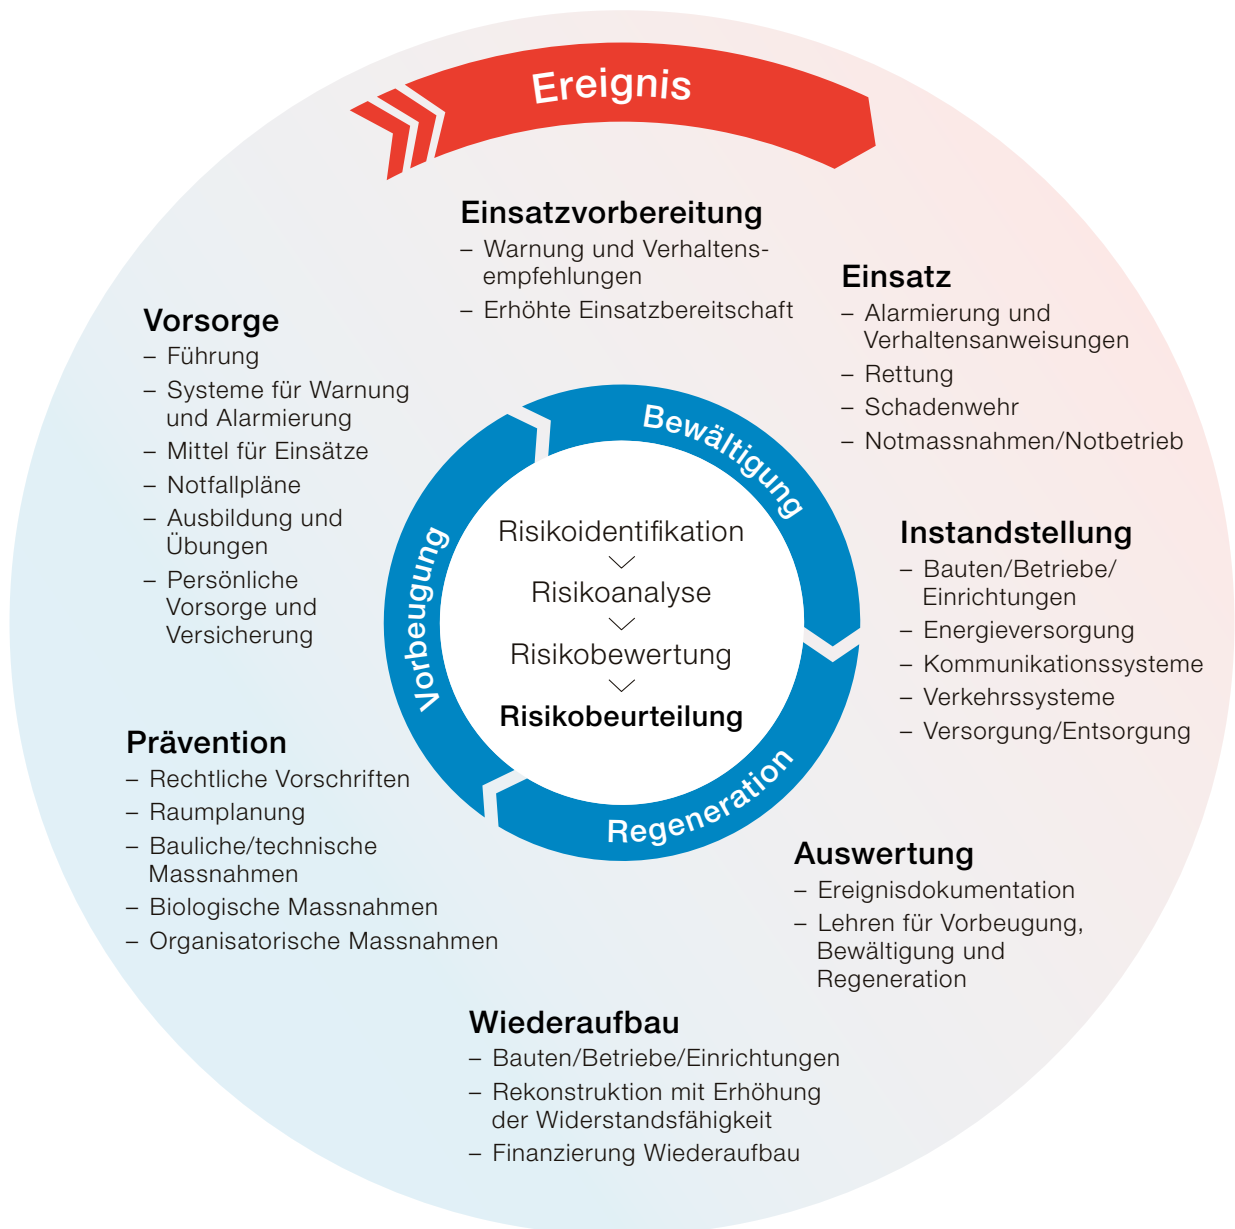 Ereignis
Einsatzvorbereitung
– Warnung und Verhaltens-
empfehlungen
– Erhöhte Einsatzbereitschaft
Einsatz
– Alarmierung und
Verhaltensanweisungen
– Rettung
– Schadenwehr
– Notmassnahmen/Notbetrieb
Vorsorge
– Führung
– Systeme für Warnung
und Alarmierung
– Mittel für Einsätze
– Notfallpläne
– Ausbildung und
Übungen
– Persönliche
Vorsorge und
Versicherung
Bewältigung
Vorbeugung
Regeneration
Risikoidentifikation
Risikoanalyse
Risikobewertung
Risikobeurteilung
Instandstellung
– Bauten/Betriebe/
Einrichtungen
– Energieversorgung
– Kommunikationssysteme
– Verkehrssysteme
– Versorgung/Entsorgung
Prävention
– Rechtliche Vorschriften
– Raumplanung
– Bauliche/technische
Massnahmen
– Biologische Massnahmen
– Organisatorische Massnahmen
Auswertung
– Ereignisdokumentation
– Lehren für Vorbeugung,
Bewältigung und
Regeneration
Wiederaufbau
– Bauten/Betriebe/Einrichtungen
– Rekonstruktion mit Erhöhung
der Widerstandsfähigkeit
– Finanzierung Wiederaufbau